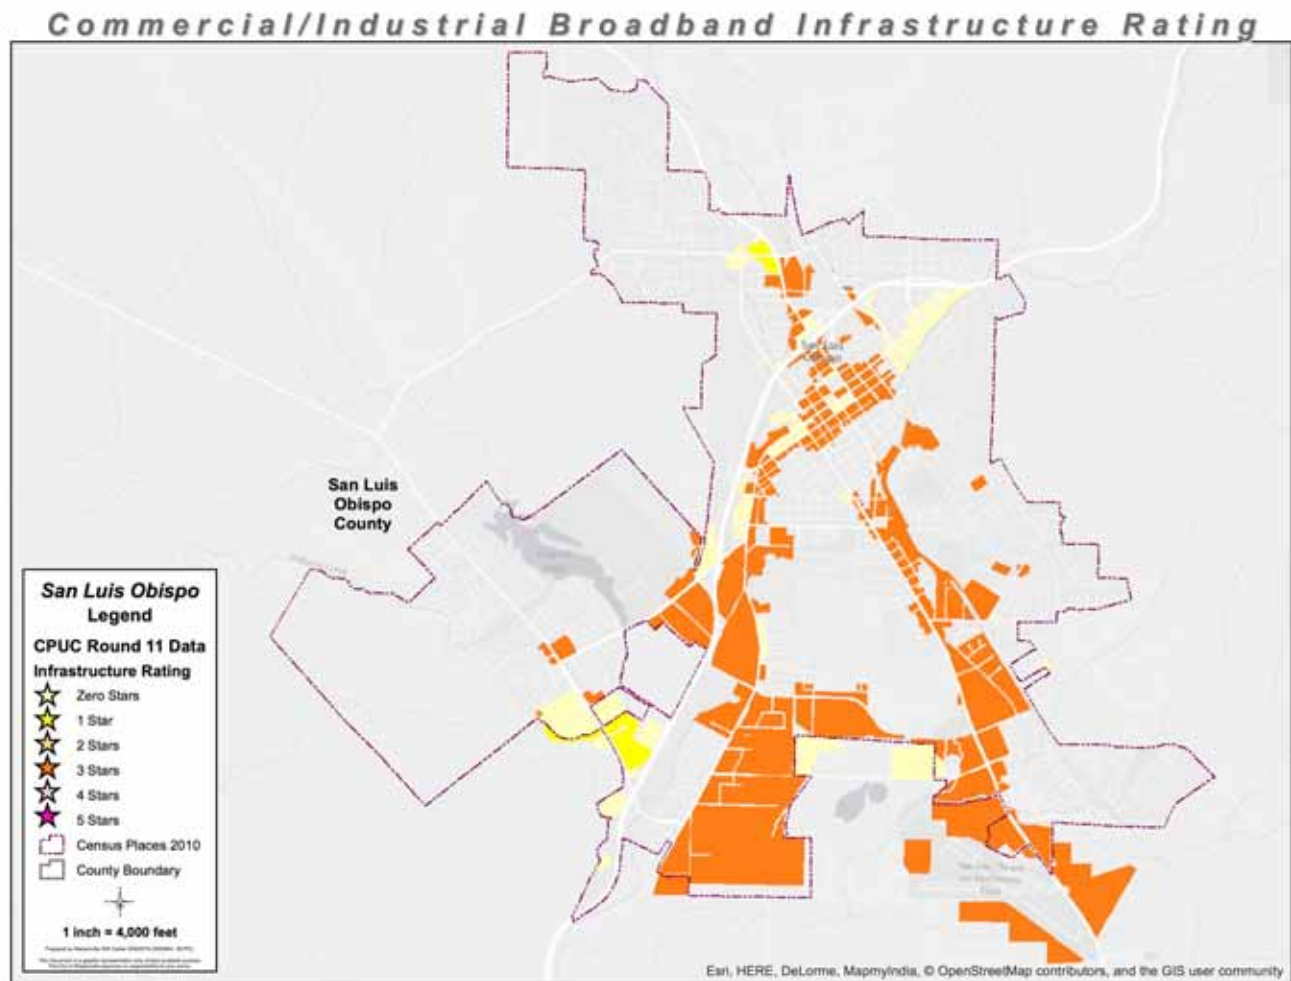 Commercial/Industrial Broadband Infrastructure Rating
San Luis
Obispo
County
San Luis Obispo
Legend
CPUC Round 11 Data
Infrastructure Rating
Zero Stars
1 Star
2 Stars
3 Stars
4 Stars
5 Stars
Census Places 2010
County Boundary
1 inch = 4,000 feet
Esri, HERE, DeLorme, MapmyIndia, © OpenStreetMap contributors, and the GIS user community